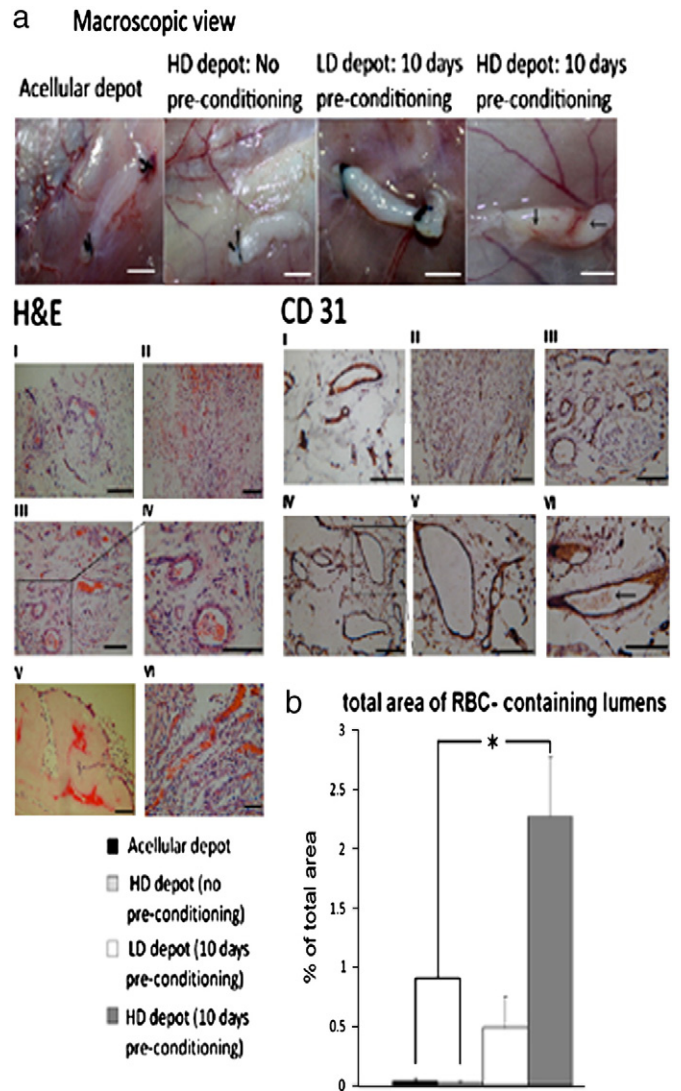 a
Macroscopic view
Acellular depot
HD depot: No
pre-conditioning
LD depot: 10 days
pre-conditioning
HD depot: 10 days
pre-conditioning
H&E
I
II
III
IV
V
VI
CD 31
I
II
III
IV
V
VI
b
total area of RBC- containing lumens
*
3
2.5
2
1.5
1
0.5
0
% of total area
Acellular depot
HD depot (no
pre-conditioning)
LD depot (10 days
pre-conditioning)
HD depot (10 days
pre-conditioning)